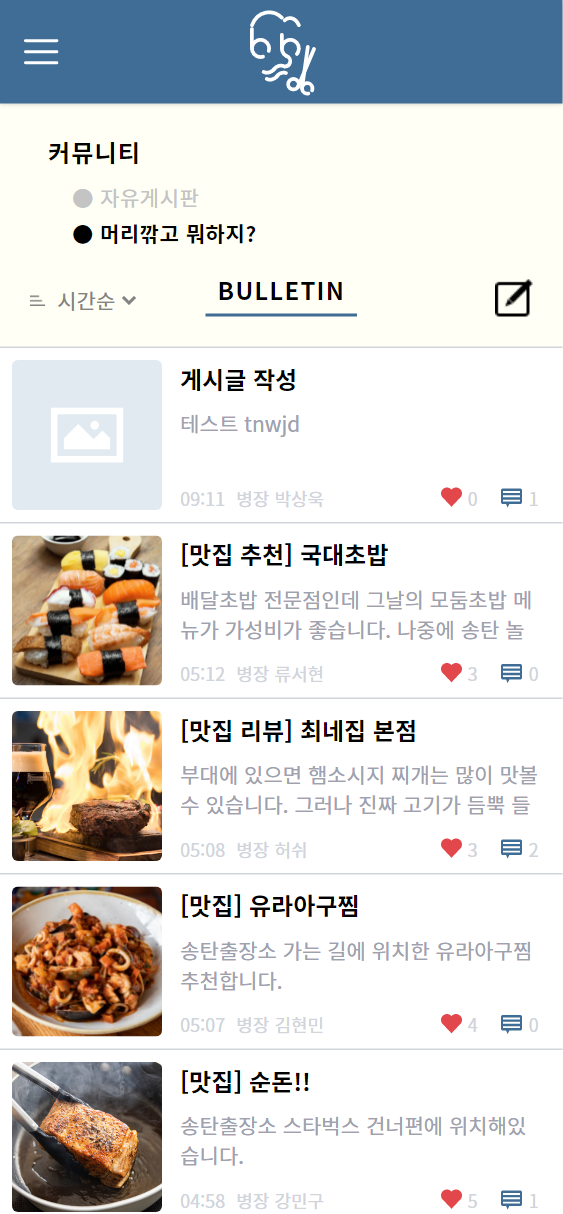 커뮤니티
자유게시판
머리깎고 뭐하지?
시간순
BULLETIN
게시글 작성
테스트 tnwjd
09:11 병장 박상욱
0
1
[맛집 추천] 국대초밥
배달초밥 전문점인데 그날의 모둠초밥 메
뉴가 가성비가 좋습니다. 나중에 송탄 놀
05:12 병장 류서현
3
0
[맛집 리뷰] 최네집 본점
부대에 있으면 햄소시지 찌개는 많이 맛볼
수 있습니다. 그러나 진짜 고기가 듬뿍 들
05:08 병장 허쉬
3
2
[맛집] 유라아구찜
송탄출장소 가는 길에 위치한 유라아구찜
추천합니다.
05:07 병장 김현민
4
0
[맛집] 순돈!!
송탄출장소 스타벅스 건너편에 위치해있
습니다.
04:58 병장 강민구
5
1